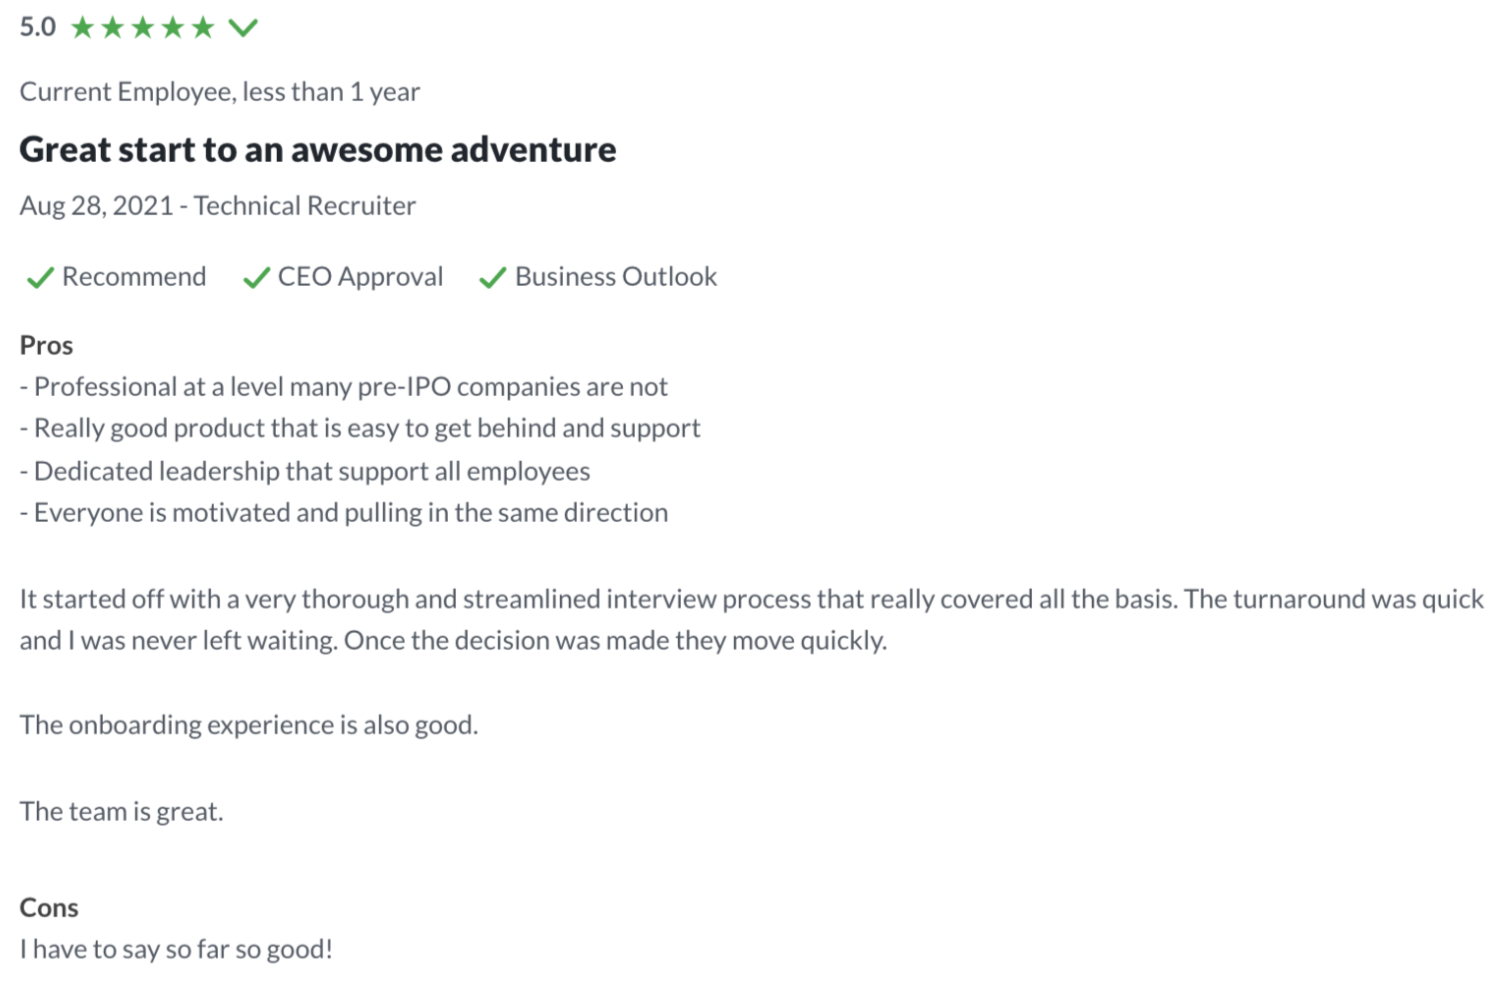 5.0
Current Employee, less than 1 year
Great start to an awesome adventure
Aug 28, 2021 - Technical Recruiter
Recommend CEO Approval Business Outlook
Pros
- Professional at a level many pre-IPO companies are not
- Really good product that is easy to get behind and support
- Dedicated leadership that support all employees
- Everyone is motivated and pulling in the same direction
It started off with a very thorough and streamlined interview process that really covered all the basis. The turnaround was quick
and I was never left waiting. Once the decision was made they move quickly.
The onboarding experience is also good.
The team is great.
Cons
I have to say so far so good!